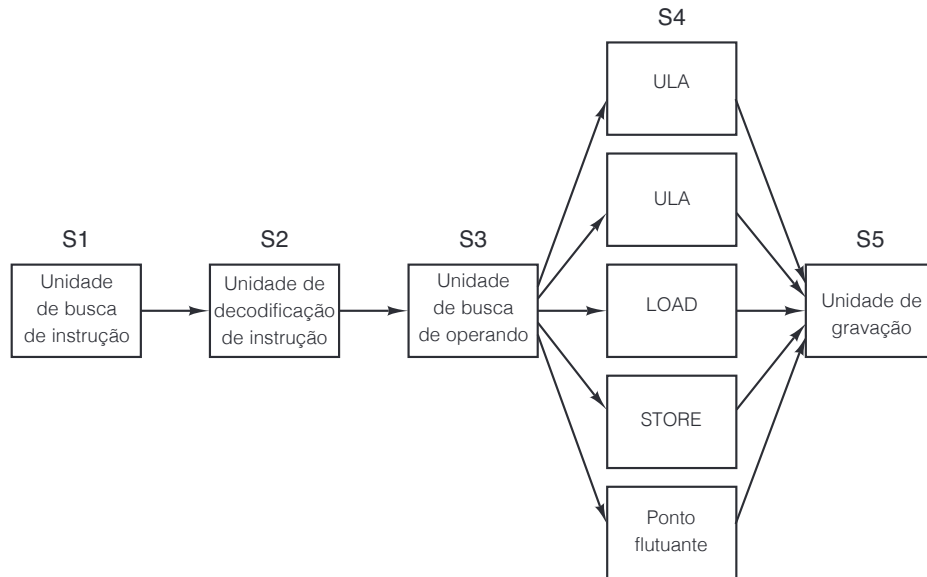 S4
ULA
ULA
S1
S2
S3
S5
Unidade
de busca
de instrução
Unidade de
decodificação
de instrução
Unidade
de busca
de operando
LOAD
Unidade de
gravação
STORE
Ponto
flutuante